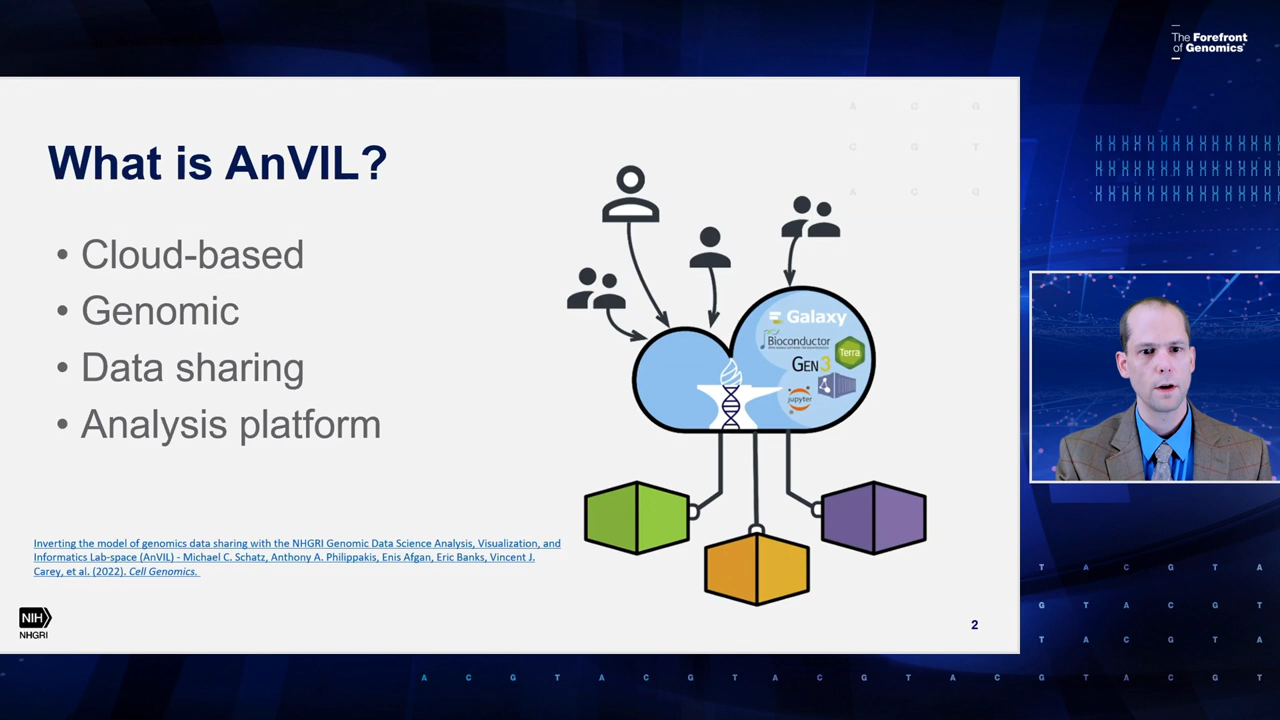 The Forefront
of Genomics®
What is AnVIL?
• Cloud-based
• Genomic
• Data sharing
• Analysis platform
A C G
C G T
A C G
Galaxy
Bioconductor
Terra
GEN3
jupyter
Inverting the model of genomics data sharing with the NHGRI Genomic Data Science Analysis, Visualization, and
Informatics Lab-space (AnVIL) - Michael C. Schatz, Anthony A. Philippakis, Enis Afgan, Eric Banks, Vincent J.
Carey, et al. (2022). Cell Genomics.
NIH
NHGRI
2
T A C G T A
G T A C G T
T A C G T A
A C G T A C G T A C G T A C G T A C G T